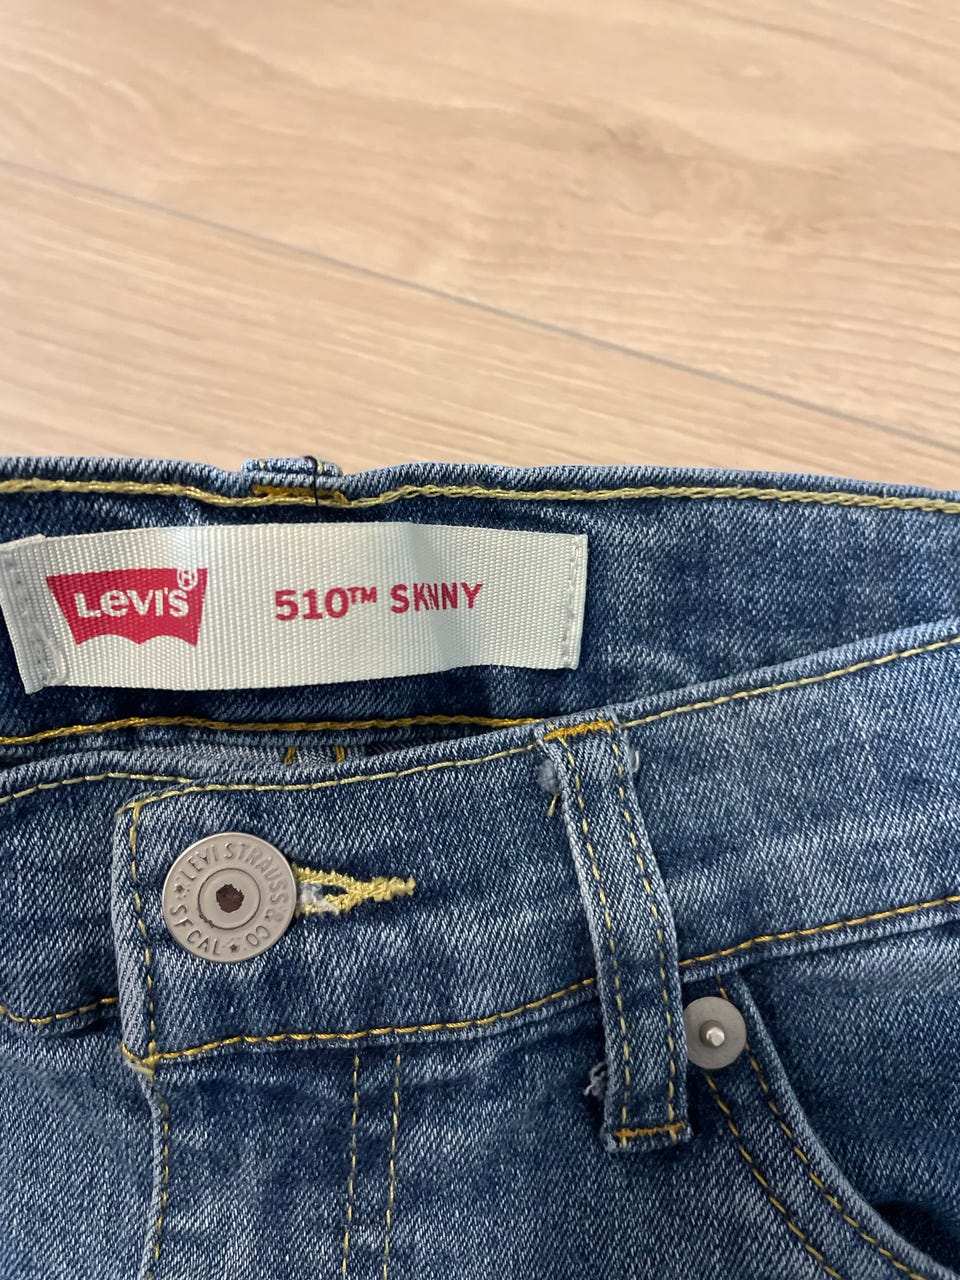 Levi's®
510™ SKINNY
LEVI STRAUSS & CO
S F CAL